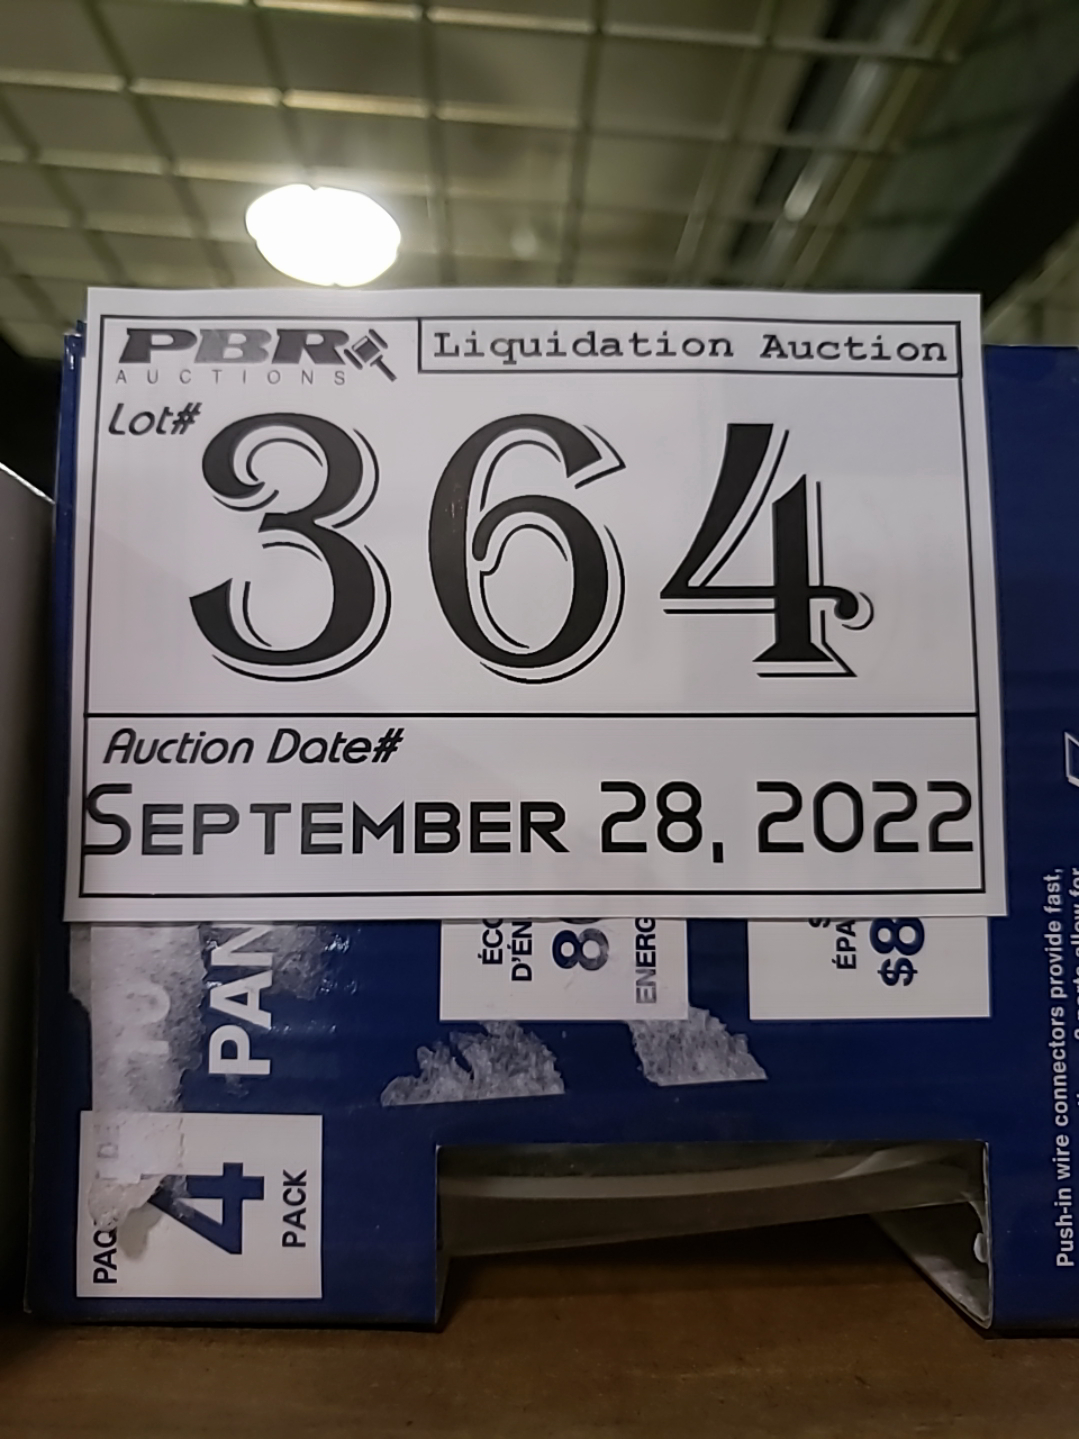 PBR
AUCTIONS
Liquidation Auction
Lot#
364
Auction Date#
SEPTEMBER 28, 2022
PAN
ÉCO
D'ÉN
ENERG
ÉPA
$8
4
PACK
Push-in wire connectors provide fast,